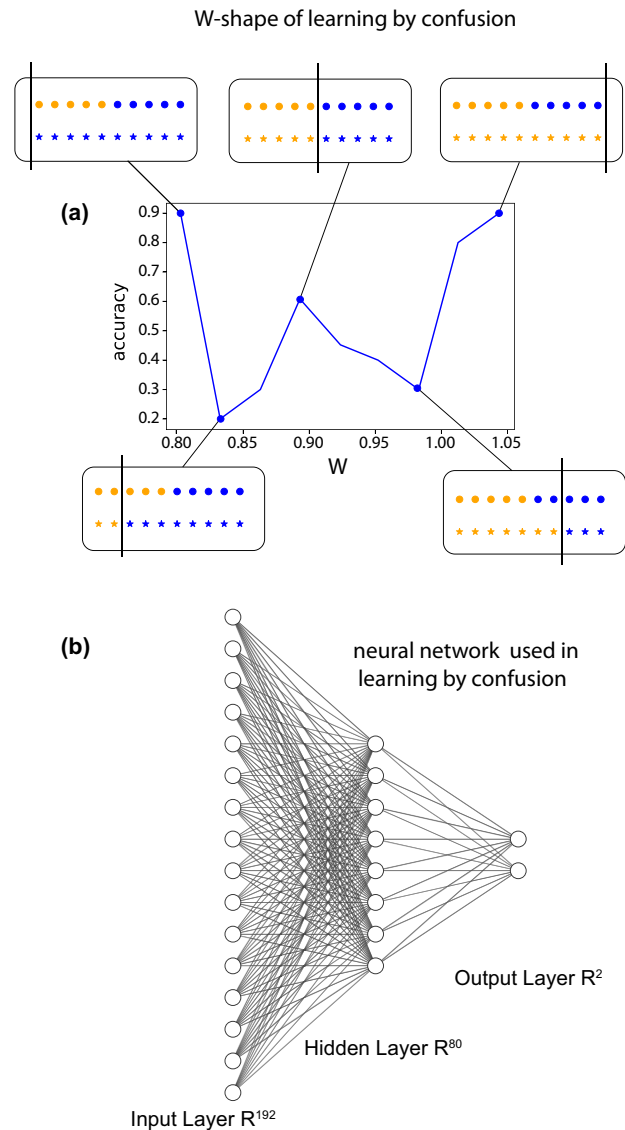 W-shape of learning by confusion
(a)
accuracy
0.9
0.8
0.7
0.6
0.5
0.4
0.3
0.2
0.80
0.85
0.90
0.95
1.00
1.05
W
(b)
neural network used in
learning by confusion
Output Layer R²
Hidden Layer R⁸⁰
Input Layer R¹⁹²